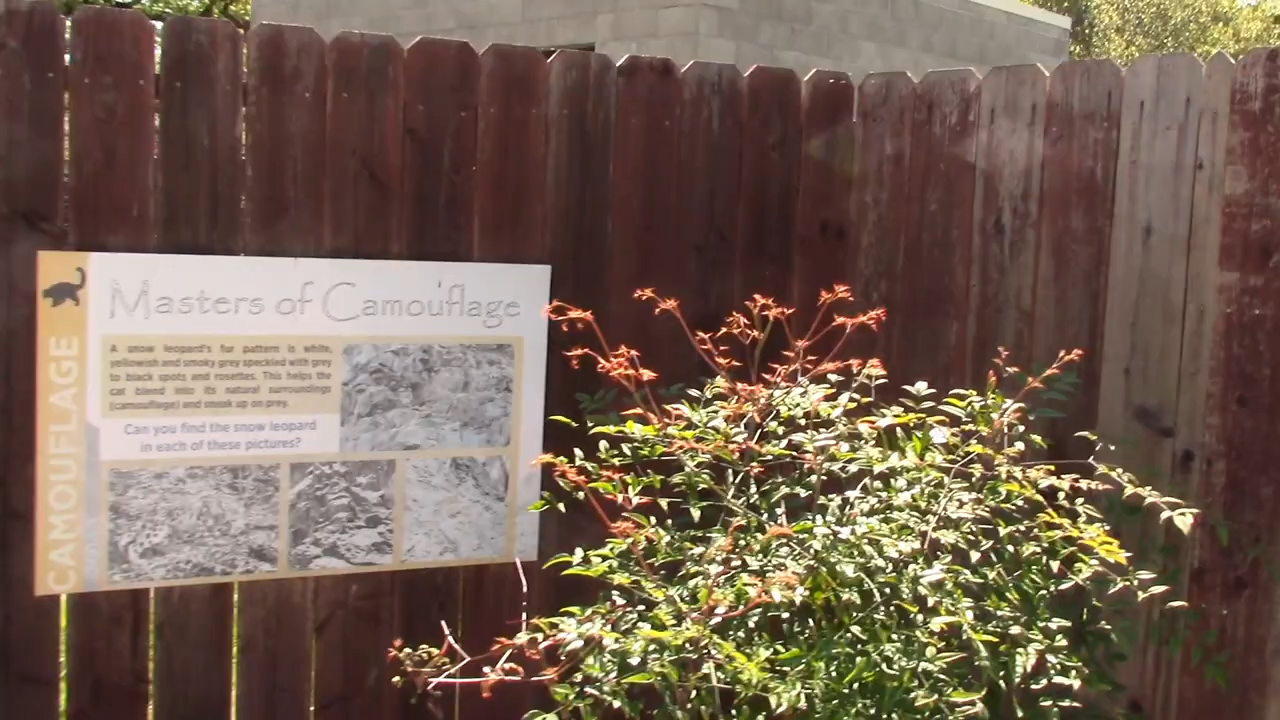 Masters of Camouflage
CAMOUFLAGE
A snow leopard's fur pattern is white,
yellowish and smoky grey speckled with grey
to black spots and rosettes. This helps the
cat blend into its natural surroundings
(camouflage) and sneak up on prey.
Can you find the snow leopard
in each of these pictures?